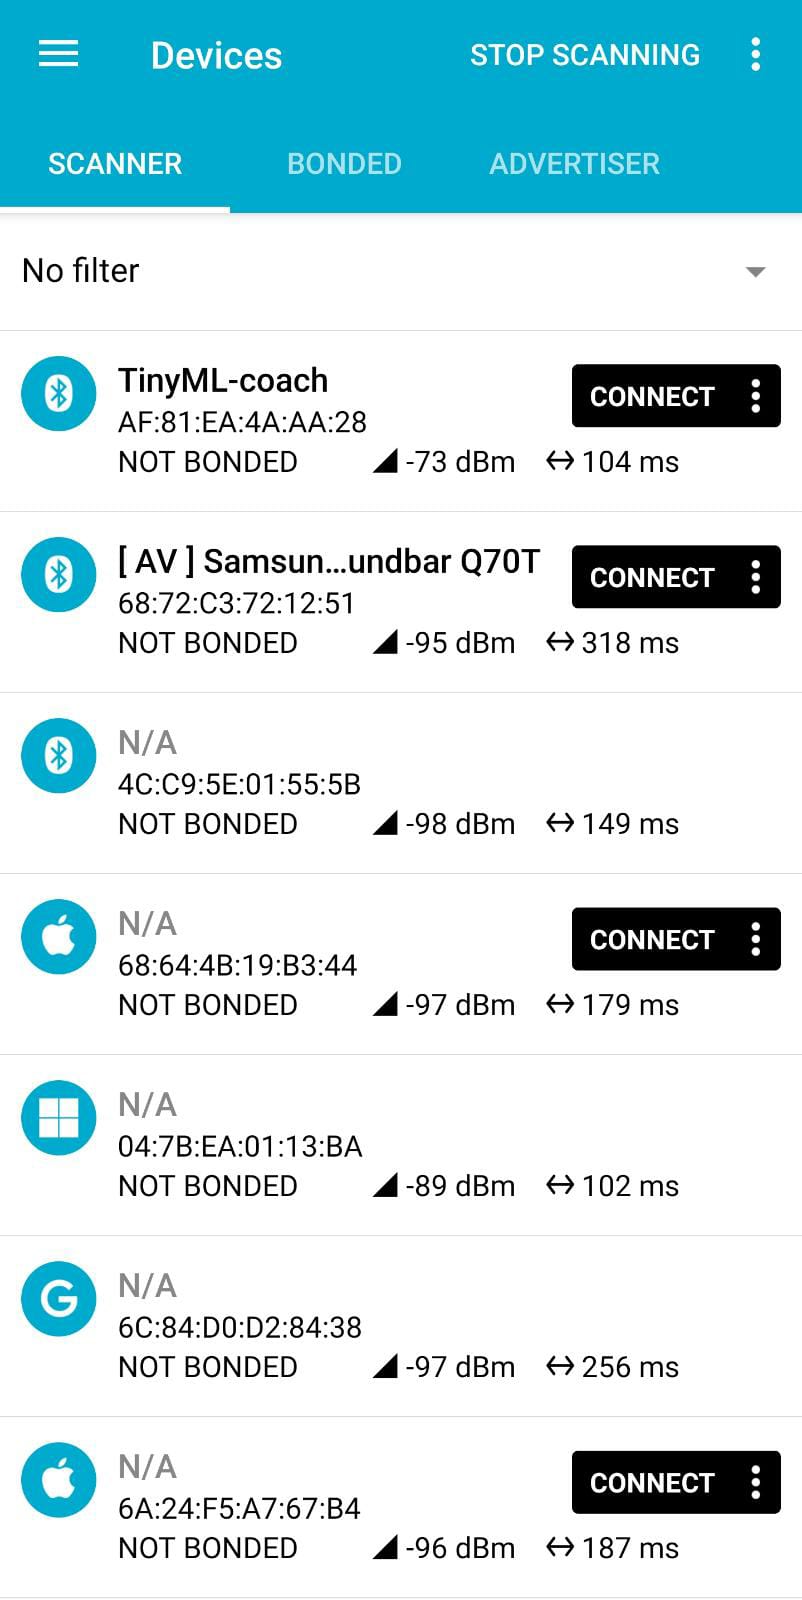 Devices STOP SCANNING
SCANNER BONDED ADVERTISER
No filter
TinyML-coach
CONNECT
AF:81:EA:4A:AA:28
NOT BONDED -73 dBm 104 ms
[ AV ] Samsun...undbar Q70T
CONNECT
68:72:C3:72:12:51
NOT BONDED -95 dBm 318 ms
N/A
4C:C9:5E:01:55:5B
NOT BONDED -98 dBm 149 ms
N/A
CONNECT
68:64:4B:19:B3:44
NOT BONDED -97 dBm 179 ms
N/A
04:7B:EA:01:13:BA
NOT BONDED -89 dBm 102 ms
N/A
6C:84:D0:D2:84:38
NOT BONDED -97 dBm 256 ms
N/A
CONNECT
6A:24:F5:A7:67:B4
NOT BONDED -96 dBm 187 ms